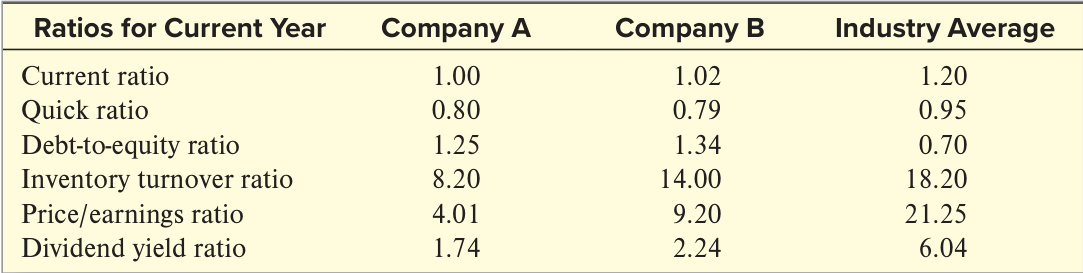 Ratios for Current Year Company A Company B Industry Average
Current ratio 1.00 1.02 1.20
Quick ratio 0.80 0.79 0.95
Debt-to-equity ratio 1.25 1.34 0.70
Inventory turnover ratio 8.20 14.00 18.20
Price/earnings ratio 4.01 9.20 21.25
Dividend yield ratio 1.74 2.24 6.04